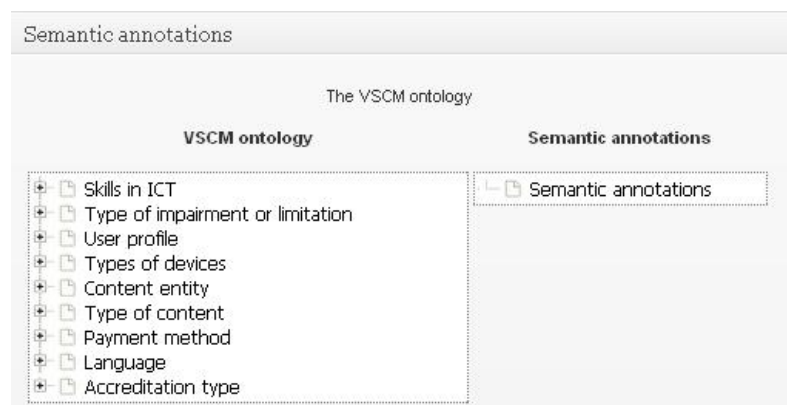 Semantic annotations
The VSCM ontology
VSCM ontology
Semantic annotations
Skills in ICT
Type of impairment or limitation
User profile
Types of devices
Content entity
Type of content
Payment method
Language
Accreditation type
Semantic annotations